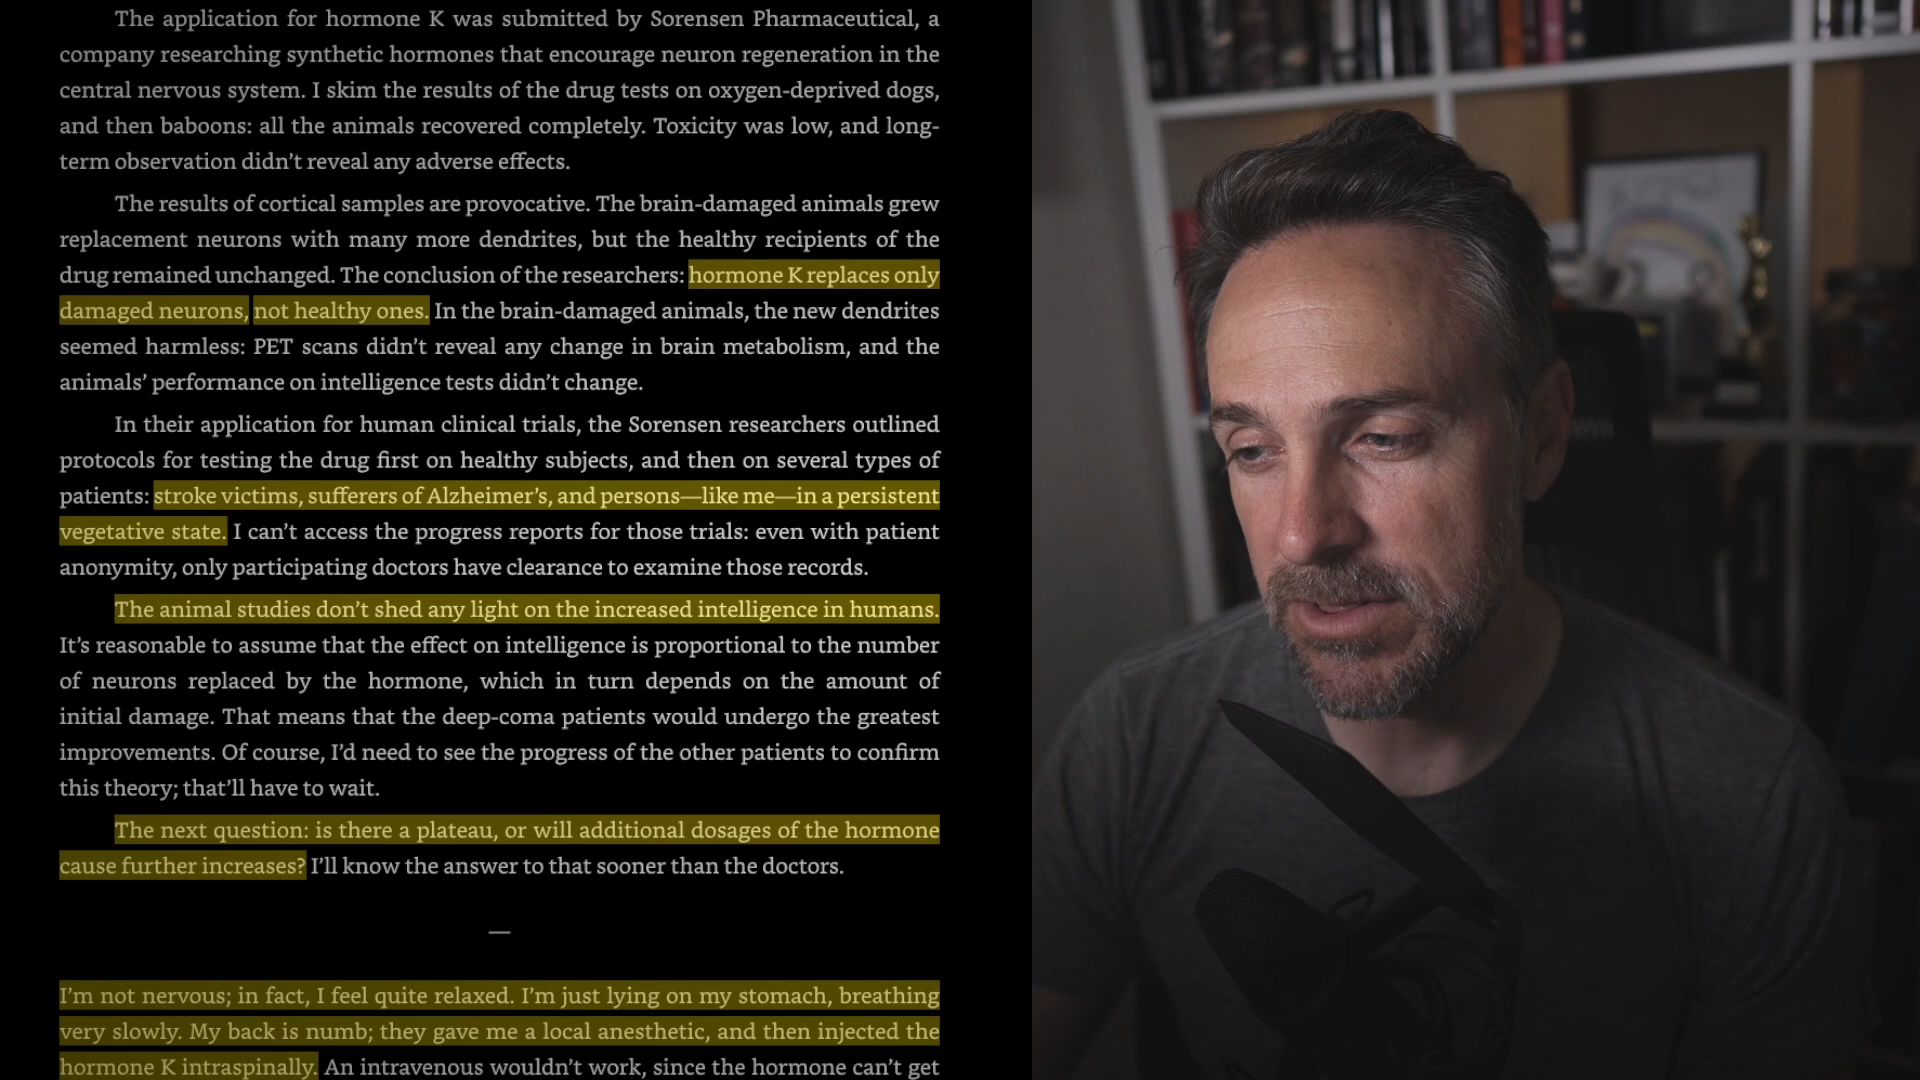 The application for hormone K was submitted by Sorensen Pharmaceutical, a
company researching synthetic hormones that encourage neuron regeneration in the
central nervous system. I skim the results of the drug tests on oxygen-deprived dogs,
and then baboons: all the animals recovered completely. Toxicity was low, and long-
term observation didn’t reveal any adverse effects.
The results of cortical samples are provocative. The brain-damaged animals grew
replacement neurons with many more dendrites, but the healthy recipients of the
drug remained unchanged. The conclusion of the researchers: hormone K replaces only
damaged neurons, not healthy ones. In the brain-damaged animals, the new dendrites
seemed harmless: PET scans didn’t reveal any change in brain metabolism, and the
animals’ performance on intelligence tests didn’t change.
In their application for human clinical trials, the Sorensen researchers outlined
protocols for testing the drug first on healthy subjects, and then on several types of
patients: stroke victims, sufferers of Alzheimer’s, and persons—like me—in a persistent
vegetative state. I can’t access the progress reports for those trials: even with patient
anonymity, only participating doctors have clearance to examine those records.
The animal studies don’t shed any light on the increased intelligence in humans.
It’s reasonable to assume that the effect on intelligence is proportional to the number
of neurons replaced by the hormone, which in turn depends on the amount of
initial damage. That means that the deep-coma patients would undergo the greatest
improvements. Of course, I’d need to see the progress of the other patients to confirm
this theory; that’ll have to wait.
The next question: is there a plateau, or will additional dosages of the hormone
cause further increases? I’ll know the answer to that sooner than the doctors.
—
I’m not nervous; in fact, I feel quite relaxed. I’m just lying on my stomach, breathing
very slowly. My back is numb; they gave me a local anesthetic, and then injected the
hormone K intraspinally. An intravenous wouldn’t work, since the hormone can’t get